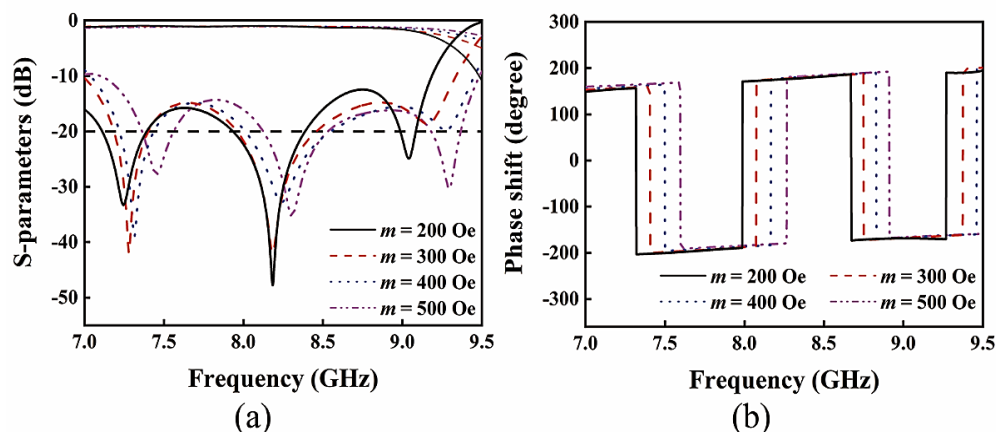 S-parameters (dB)
0
-10
-20
-30
-40
-50
m = 200 Oe
m = 300 Oe
m = 400 Oe
m = 500 Oe
7.0 7.5 8.0 8.5 9.0 9.5
Frequency (GHz)
(a)
Phase shift (degree)
300
200
100
0
-100
-200
-300
m = 200 Oe m = 300 Oe
m = 400 Oe m = 500 Oe
7.0 7.5 8.0 8.5 9.0 9.5
Frequency (GHz)
(b)